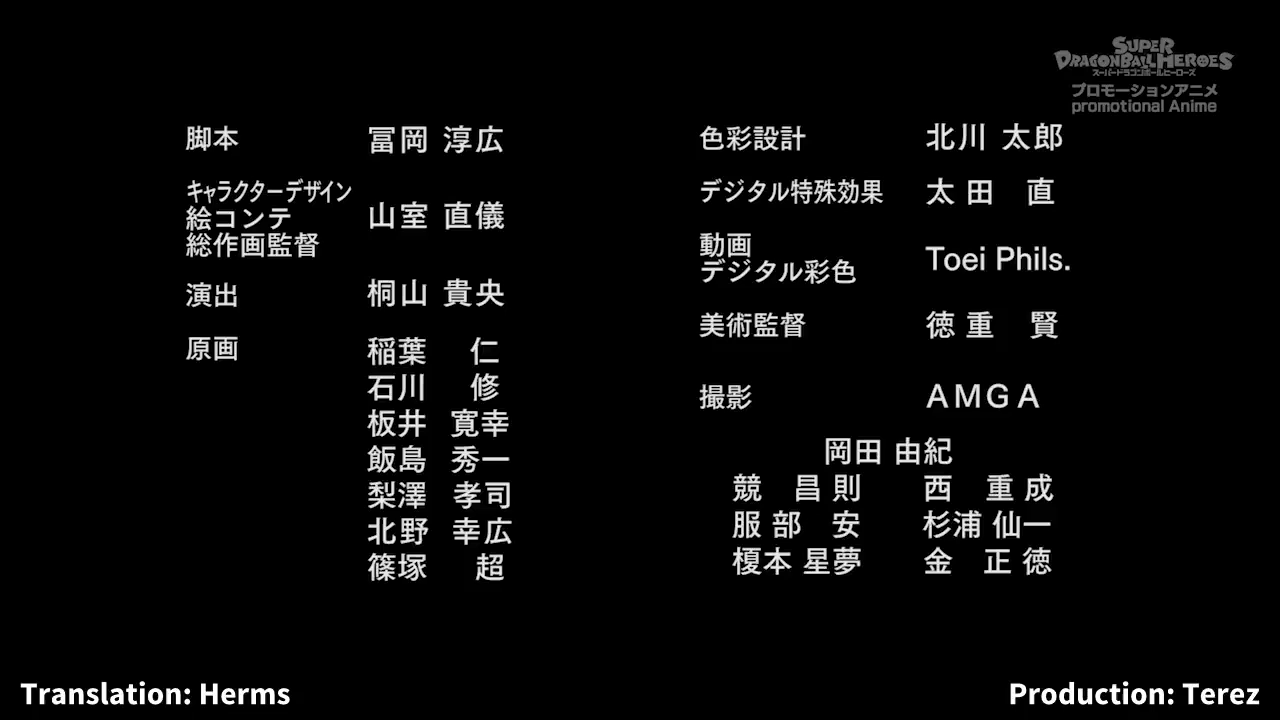 SUPER
DRAGONBALL HEROES
スーパードラゴンボールヒーローズ
プロモーションアニメ
promotional Anime
脚本 冨岡 淳広
キャラクターデザイン
絵コンテ
総作画監督
山室 直儀
演出 桐山 貴央
原画 稲葉 仁
石川 修
板井 寛幸
飯島 秀一
梨澤 孝司
北野 幸広
篠塚 超
色彩設計 北川 太郎
デジタル特殊効果 太田 直
動画
デジタル彩色
Toei Phils.
美術監督 徳重 賢
撮影 AMGA
岡田 由紀
競 昌則 西 重成
服部 安 杉浦 仙一
榎本 星夢 金 正徳
Translation: Herms
Production: Terez